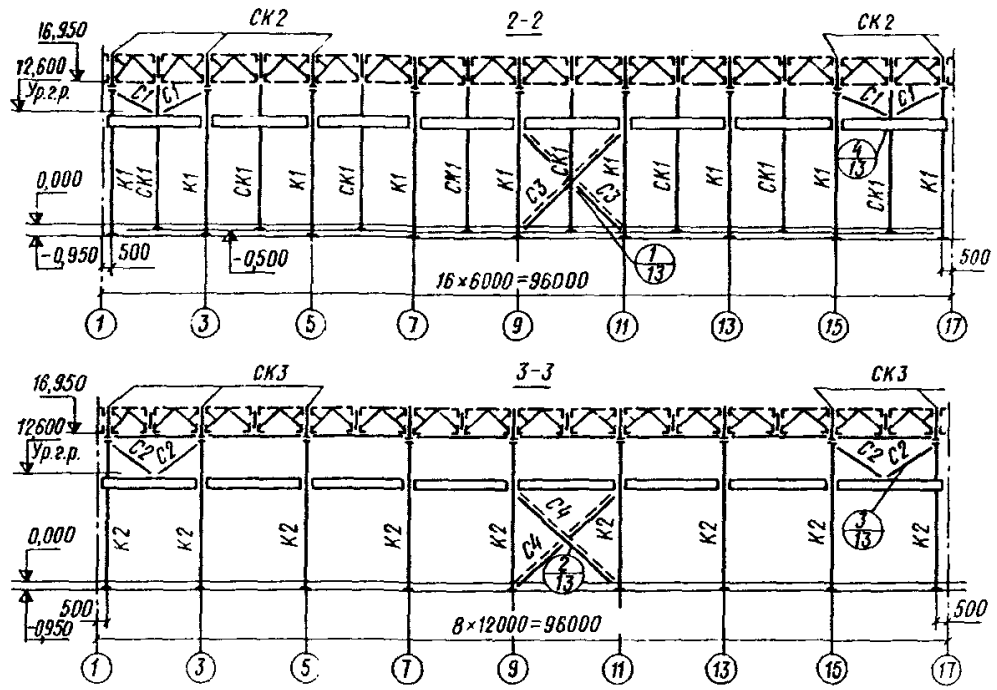 СК2 2-2 СК2
16,950
12,600
Ур.г.р.
С1 С1 С1 С1
К1 СК1 К1 СК1 К1 СК1 К1 СК1 К1 СК1 К1 СК1 К1 СК1 К1 СК1 К1
4
13
0,000
С3 С3
-0,950 500 -0,500
1
13
500
16×6000=96000
1 3 5 7 9 11 13 15 17
СК3 3-3 СК3
16,950
12600
Ур.г.р.
С2 С2 С2 С2
С4
К2 К2 К2 К2 К2 К2 К2 К2 К2
3
13
0,000
С4
2
13
500
-0,950
500
8×12000=96000
1 3 5 7 9 11 13 15 17